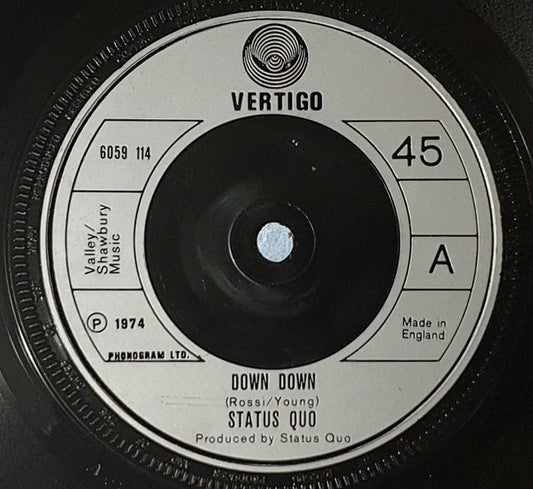 VERTIGO
6059 114
45
Valley/
Shawbury
Music
A
Ⓟ 1974
Made in
England
PHONOGRAM LTD.
DOWN DOWN
(Rossi/Young)
STATUS QUO
Produced by Status Quo